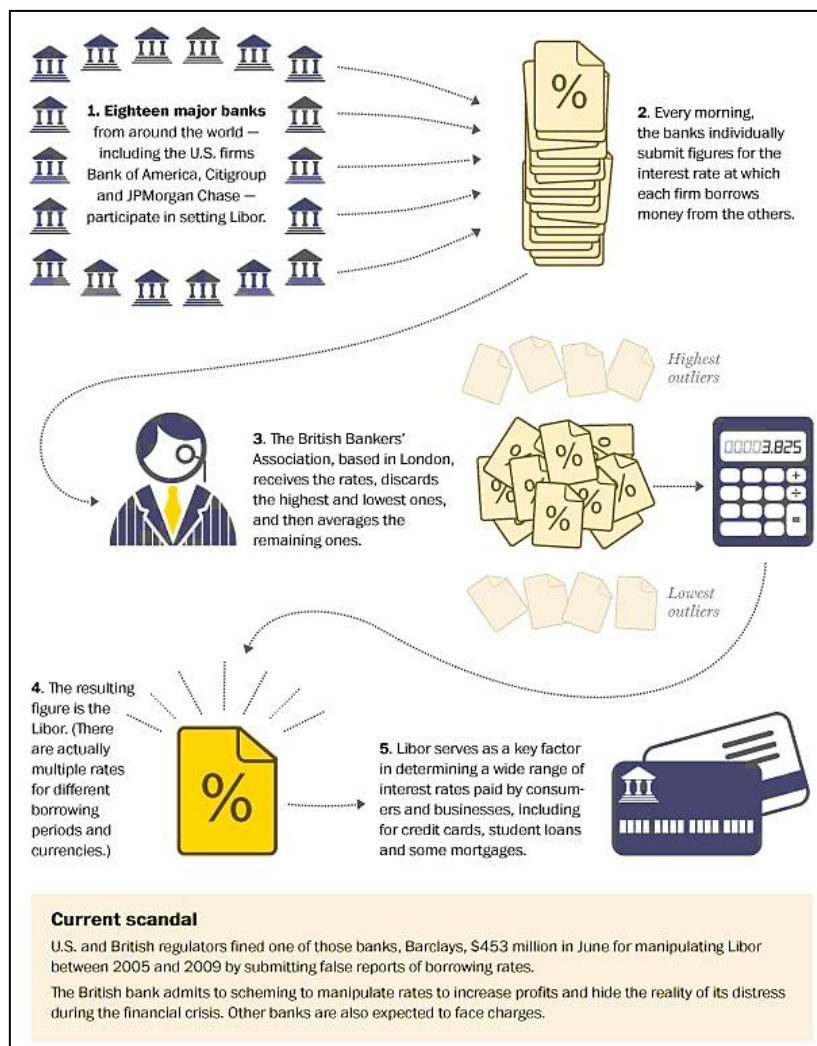 1. Eighteen major banks
from around the world —
including the U.S. firms
Bank of America, Citigroup
and JPMorgan Chase —
participate in setting Libor.
%
2. Every morning,
the banks individually
submit figures for the
interest rate at which
each firm borrows
money from the others.
Highest
outliers
3. The British Bankers'
Association, based in London,
receives the rates, discards
the highest and lowest ones,
and then averages the
remaining ones.
% % % % % % % %
00003.825
+
÷
=
Lowest
outliers
4. The resulting
figure is the
Libor. (There
are actually
multiple rates
for different
borrowing
periods and
currencies.)
%
5. Libor serves as a key factor
in determining a wide range of
interest rates paid by consum-
ers and businesses, including
for credit cards, student loans
and some mortgages.
Current scandal
U.S. and British regulators fined one of those banks, Barclays, $453 million in June for manipulating Libor
between 2005 and 2009 by submitting false reports of borrowing rates.
The British bank admits to scheming to manipulate rates to increase profits and hide the reality of its distress
during the financial crisis. Other banks are also expected to face charges.